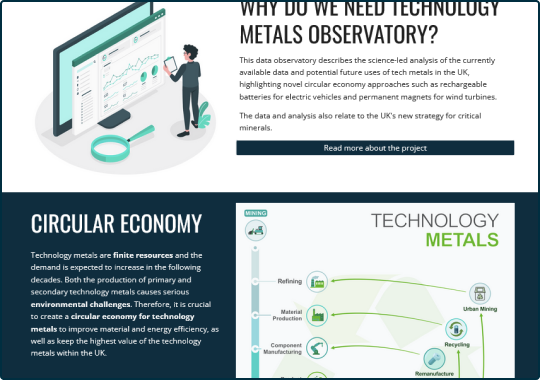 WHY DO WE NEED TECHNOLOGY
METALS OBSERVATORY?
This data observatory describes the science-led analysis of the currently
available data and potential future uses of tech metals in the UK,
highlighting novel circular economy approaches such as rechargeable
batteries for electric vehicles and permanent magnets for wind turbines.
The data and analysis also relate to the UK's new strategy for critical
minerals.
Read more about the project
CIRCULAR ECONOMY
Technology metals are finite resources and the
demand is expected to increase in the following
decades. Both the production of primary and
secondary technology metals causes serious
environmental challenges. Therefore, it is crucial
to create a circular economy for technology
metals to improve material and energy efficiency, as
well as keep the highest value of the technology
metals within the UK.
MINING
TECHNOLOGY
METALS
Refining
Urban Mining
Material
Production
Recycling
Component
Manufacturing
Remanufacture